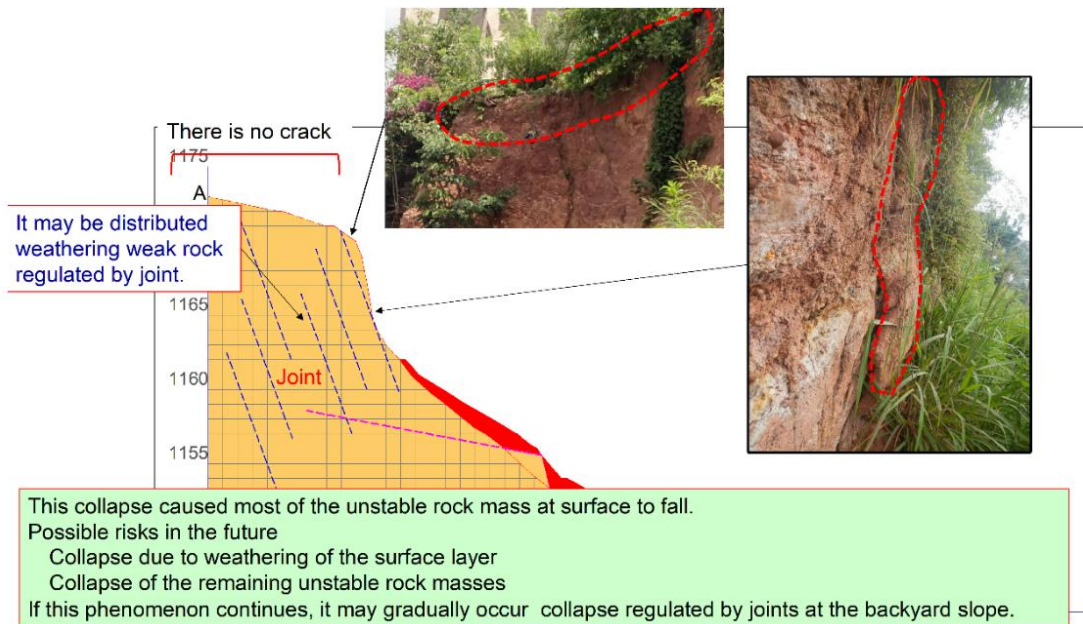 There is no crack
1175
A
It may be distributed
weathering weak rock
regulated by joint.
1165
1160
Joint
1155
This collapse caused most of the unstable rock mass at surface to fall.
Possible risks in the future
Collapse due to weathering of the surface layer
Collapse of the remaining unstable rock masses
If this phenomenon continues, it may gradually occur collapse regulated by joints at the backyard slope.